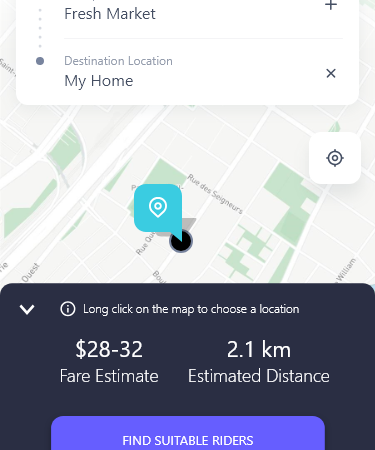 Fresh Market
Destination Location
My Home
Rue des Seigneurs
William
Long click on the map to choose a location
$28-32
2.1 km
Fare Estimate
Estimated Distance
FIND SUITABLE RIDERS